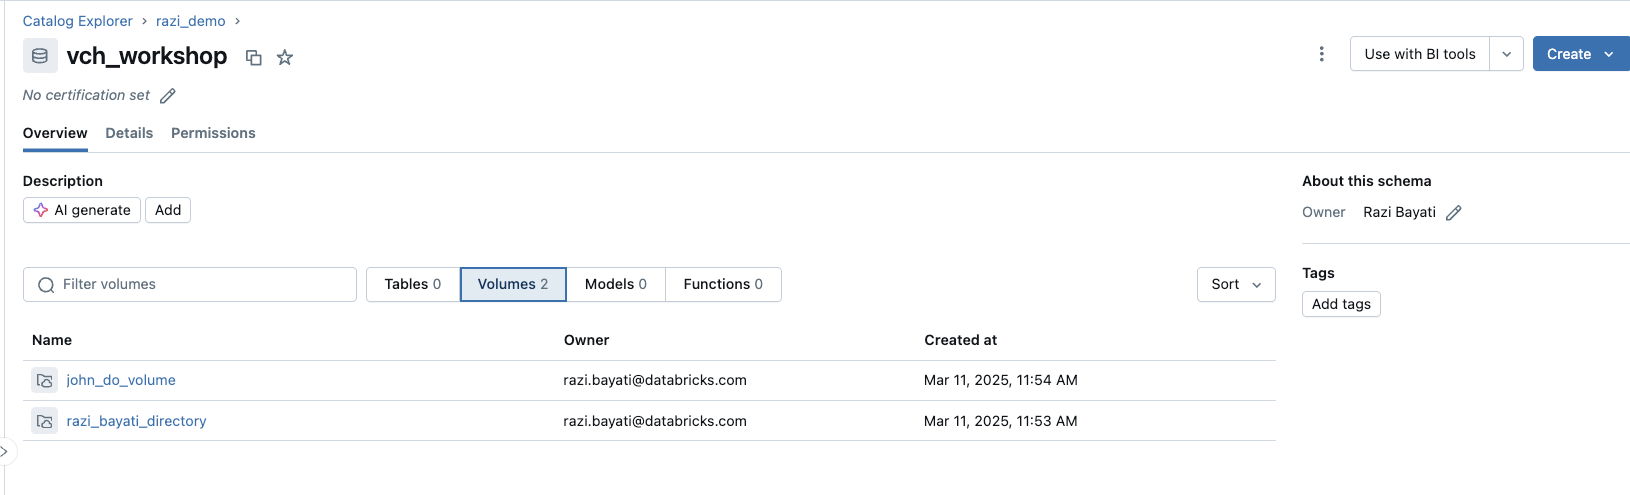 Catalog Explorer > razi_demo >
vch_workshop
Use with BI tools
Create
No certification set
Overview Details Permissions
Description
About this schema
AI generate Add
Owner Razi Bayati
Filter volumes Tables 0 Volumes 2 Models 0 Functions 0 Sort
Tags
Add tags
Name Owner Created at
john_do_volume razi.bayati@databricks.com Mar 11, 2025, 11:54 AM
razi_bayati_directory razi.bayati@databricks.com Mar 11, 2025, 11:53 AM